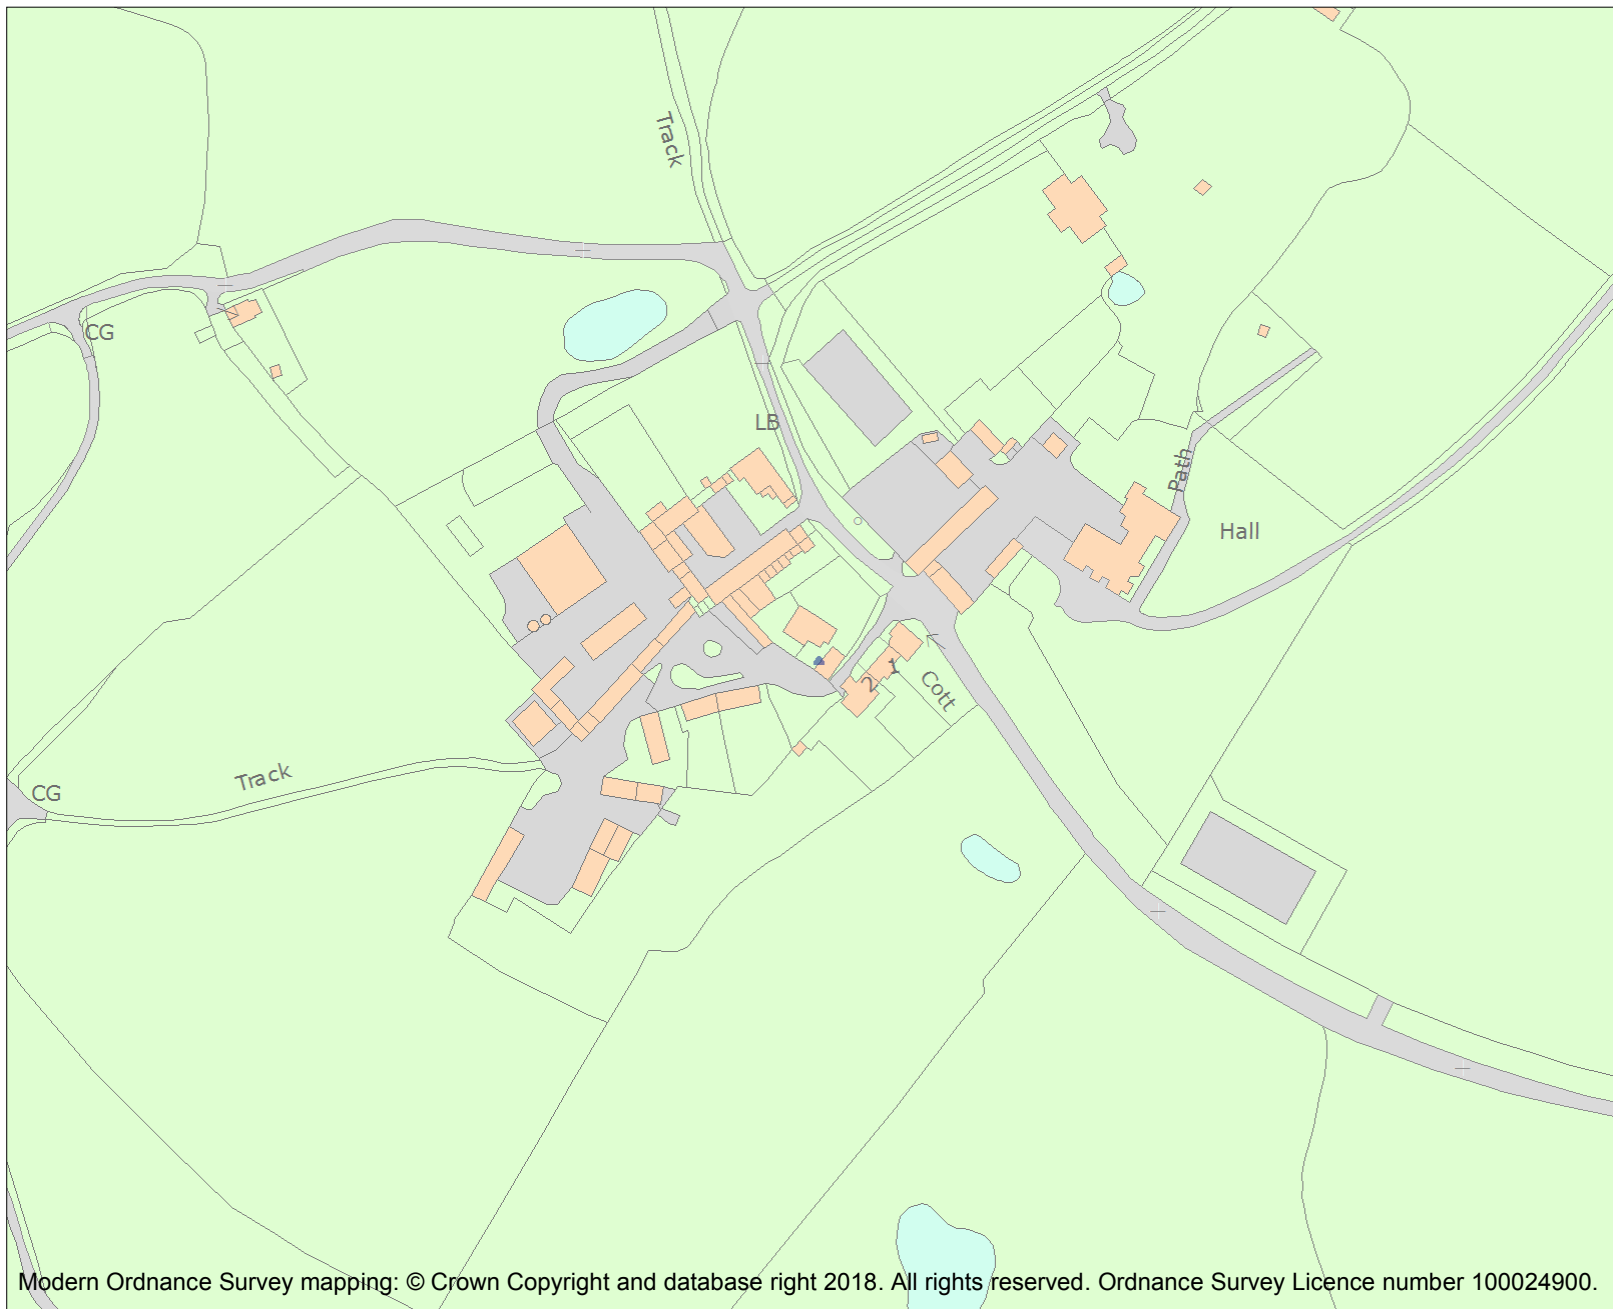 Track
CG
LB
Path
Hall
1
2
Cott
Track
CG
Modern Ordnance Survey mapping: © Crown Copyright and database right 2018. All rights reserved. Ordnance Survey Licence number 100024900.